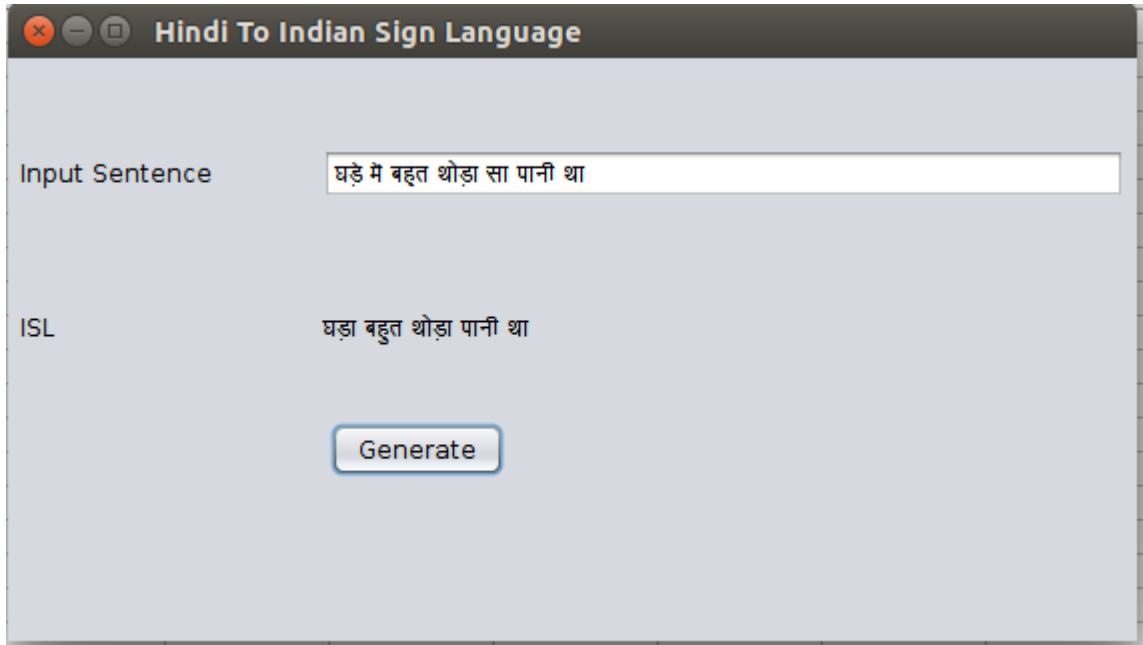 Hindi To Indian Sign Language
Input Sentence घड़े में बहुत थोड़ा सा पानी था
ISL घड़ा बहुत थोड़ा पानी था
Generate